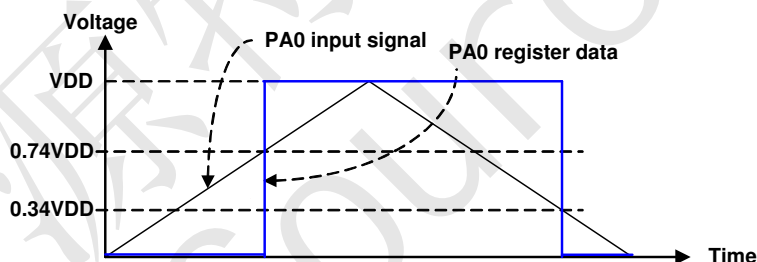 Voltage
PA0 input signal
PA0 register data
VDD
0.74VDD
0.34VDD
Time